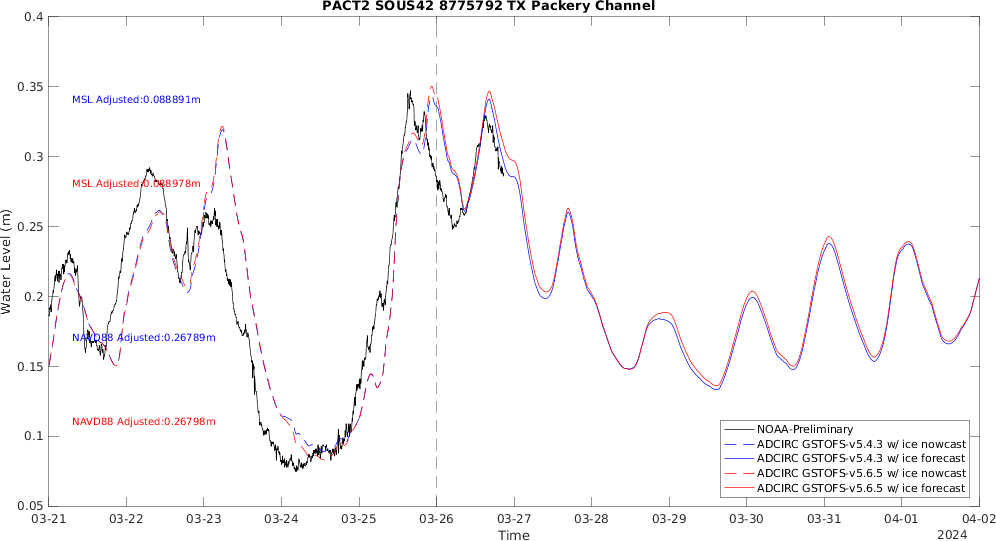 PACT2 SOUS42 8775792 TX Packery Channel
0.4
0.35
0.3
0.25
0.2
0.15
0.1
0.05
Water Level (m)
MSL Adjusted:0.088891m
MSL Adjusted:0.088978m
NAVD88 Adjusted:0.26789m
NAVD88 Adjusted:0.26798m
NOAA-Preliminary
ADCIRC GSTOFS-v5.4.3 w/ ice nowcast
ADCIRC GSTOFS-v5.4.3 w/ ice forecast
ADCIRC GSTOFS-v5.6.5 w/ ice nowcast
ADCIRC GSTOFS-v5.6.5 w/ ice forecast
03-21 03-22 03-23 03-24 03-25 03-26 03-27 03-28 03-29 03-30 03-31 04-01 04-02
Time
2024